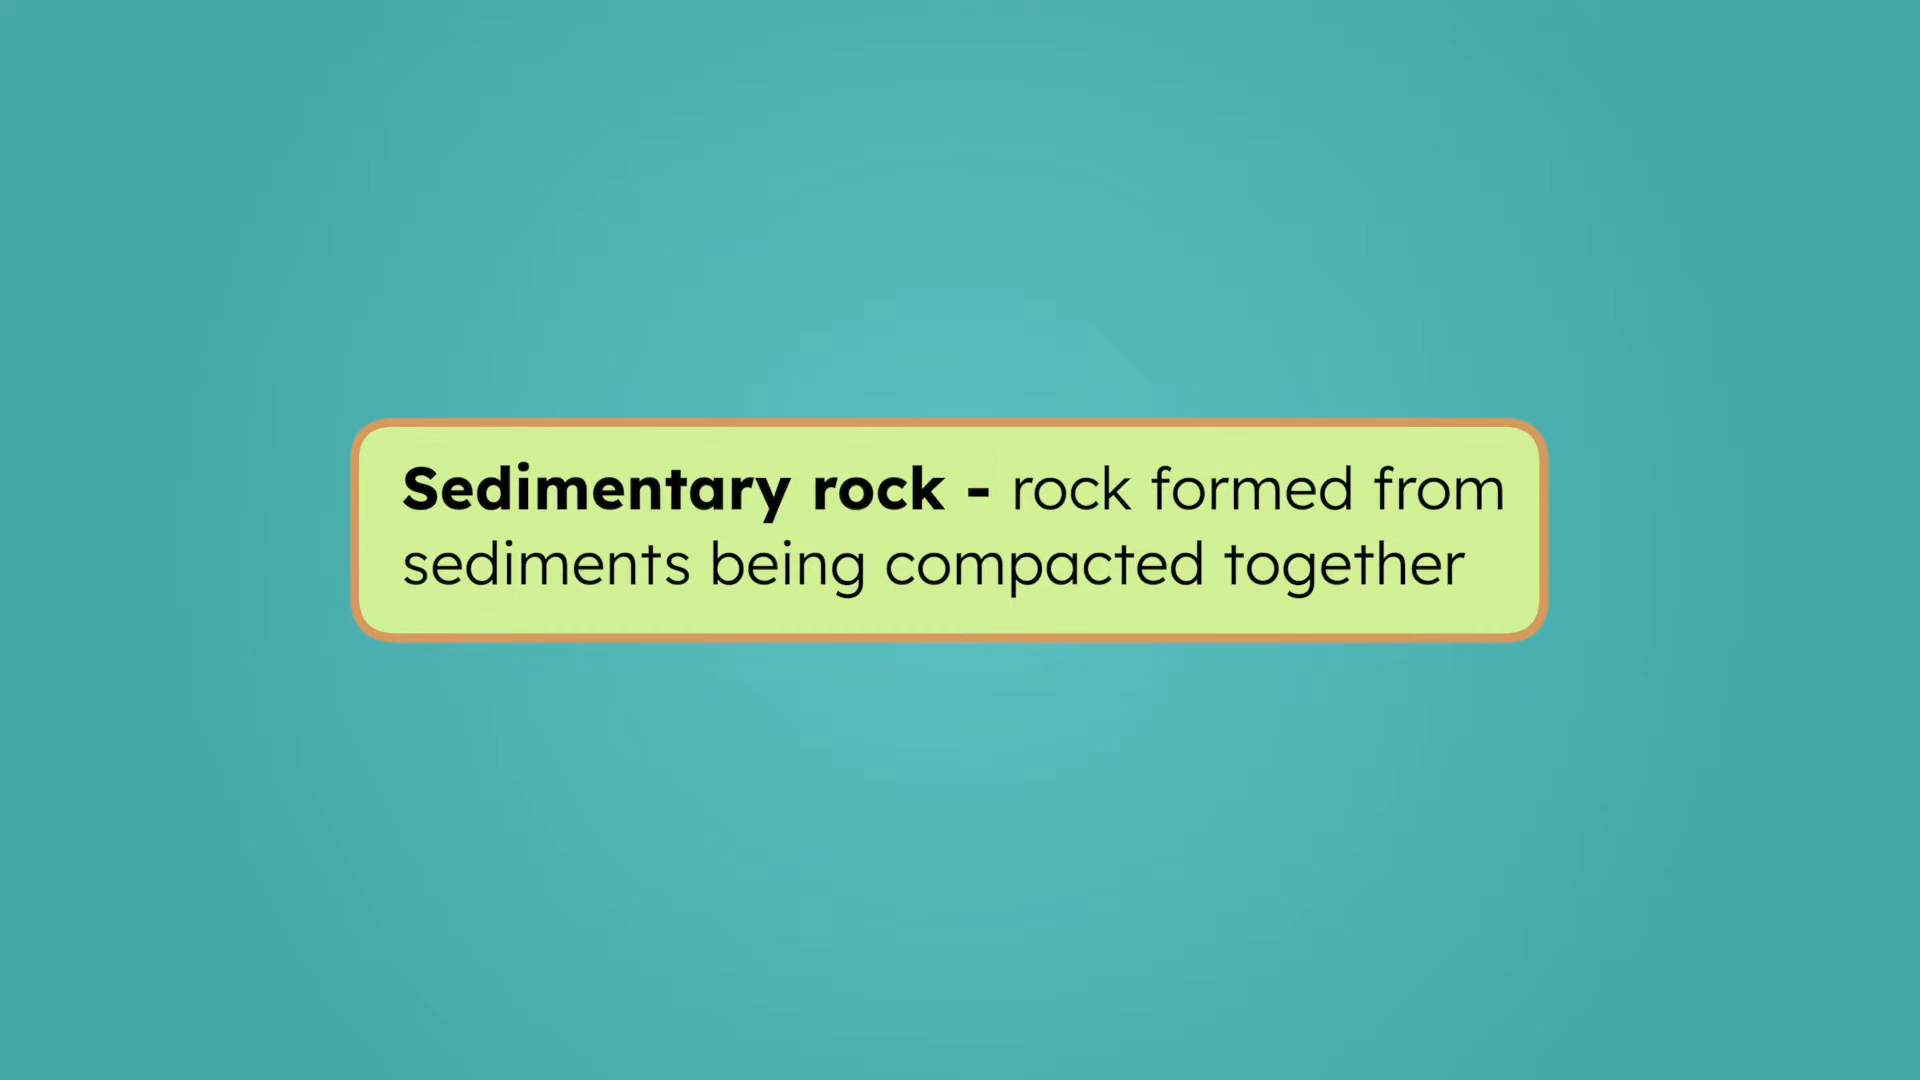 Sedimentary rock - rock formed from
sediments being compacted together